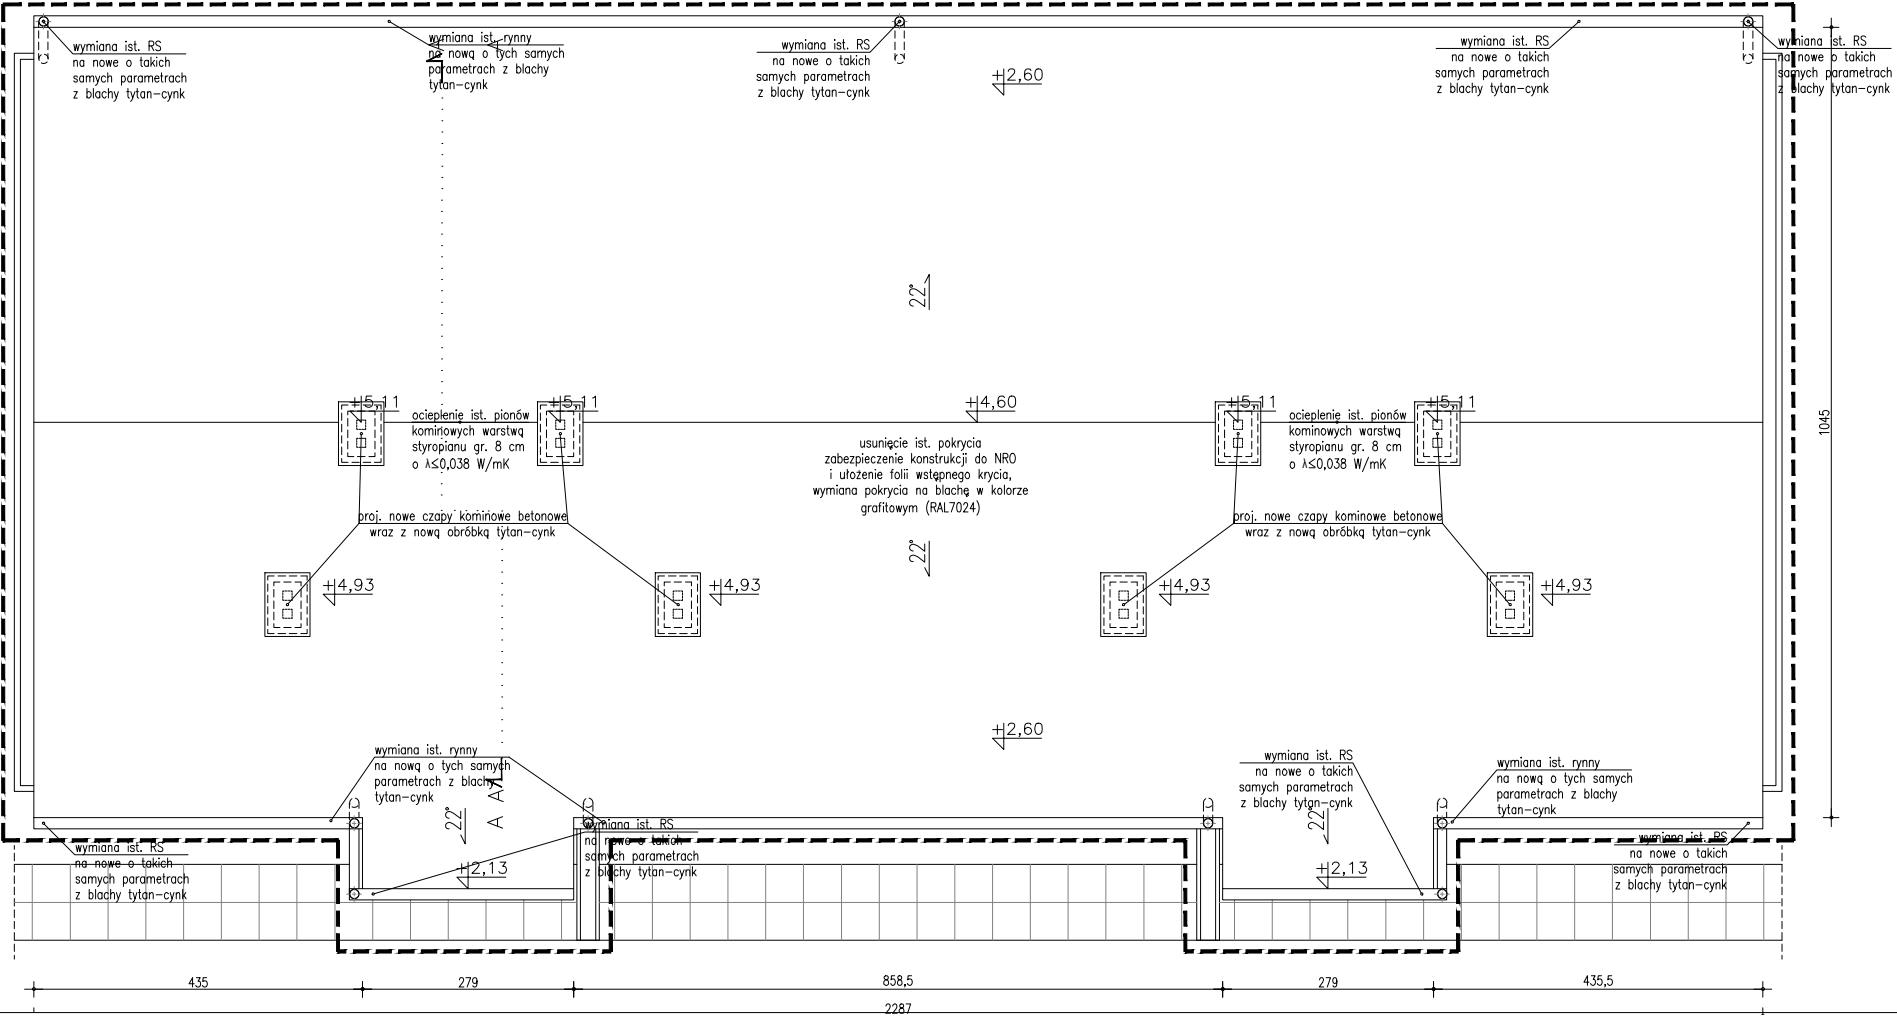 wymiana ist. RS
na nowe o takich
samych parametrach
z blachy tytan-cynk
wymiana ist. rynny
na nową o tych samych
parametrach z blachy
tytan-cynk
A
wymiana ist. RS
na nowe o takich
samych parametrach
z blachy tytan-cynk
+2,60
wymiana ist. RS
na nowe o takich
samych parametrach
z blachy tytan-cynk
wymiana ist. RS
na nowe o takich
samych parametrach
z blachy tytan-cynk
22°
1045
+5,11
+5,11
+4,60
+5,11
+5,11
ocieplenie ist. pionów
kominowych warstwą
styropianu gr. 8 cm
o λ≤0,038 W/mK
usunięcie ist. pokrycia
zabezpieczenie konstrukcji do NRO
i ułożenie folii wstępnego krycia,
wymiana pokrycia na blachę w kolorze
grafitowym (RAL7024)
ocieplenie ist. pionów
kominowych warstwą
styropianu gr. 8 cm
o λ≤0,038 W/mK
proj. nowe czapy kominowe betonowe
wraz z nową obróbką tytan-cynk
proj. nowe czapy kominowe betonowe
wraz z nową obróbką tytan-cynk
22°
+4,93
+4,93
+4,93
+4,93
+2,60
wymiana ist. rynny
na nową o tych samych
parametrach z blachy
tytan-cynk
A A
A
22°
wymiana ist. RS
na nowe o takich
samych parametrach
z blachy tytan-cynk
22°
wymiana ist. rynny
na nową o tych samych
parametrach z blachy
tytan-cynk
wymiana ist. RS
na nowe o takich
samych parametrach
z blachy tytan-cynk
+2,13
wymiana ist. RS
na nowe o takich
samych parametrach
z blachy tytan-cynk
+2,13
wymiana ist. RS
na nowe o takich
samych parametrach
z blachy tytan-cynk
435
279
858,5
279
435,5
2287